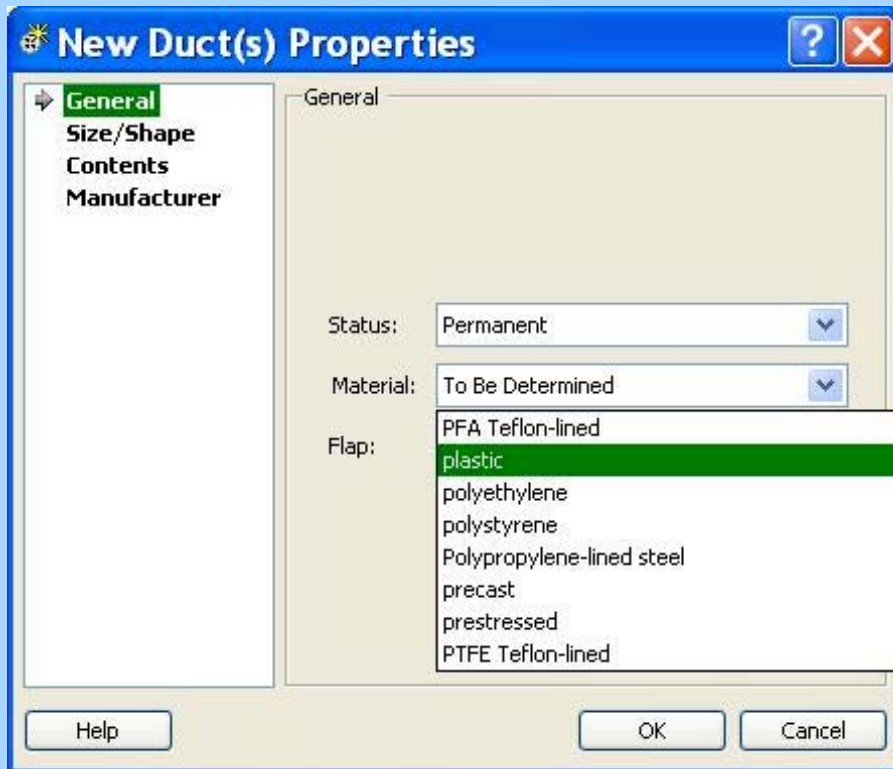 New Duct(s) Properties
General
Size/Shape
Contents
Manufacturer
General
Status: Permanent
Material: To Be Determined
Flap:
PFA Teflon-lined
plastic
polyethylene
polystyrene
Polypropylene-lined steel
precast
prestressed
PTFE Teflon-lined
Help OK Cancel